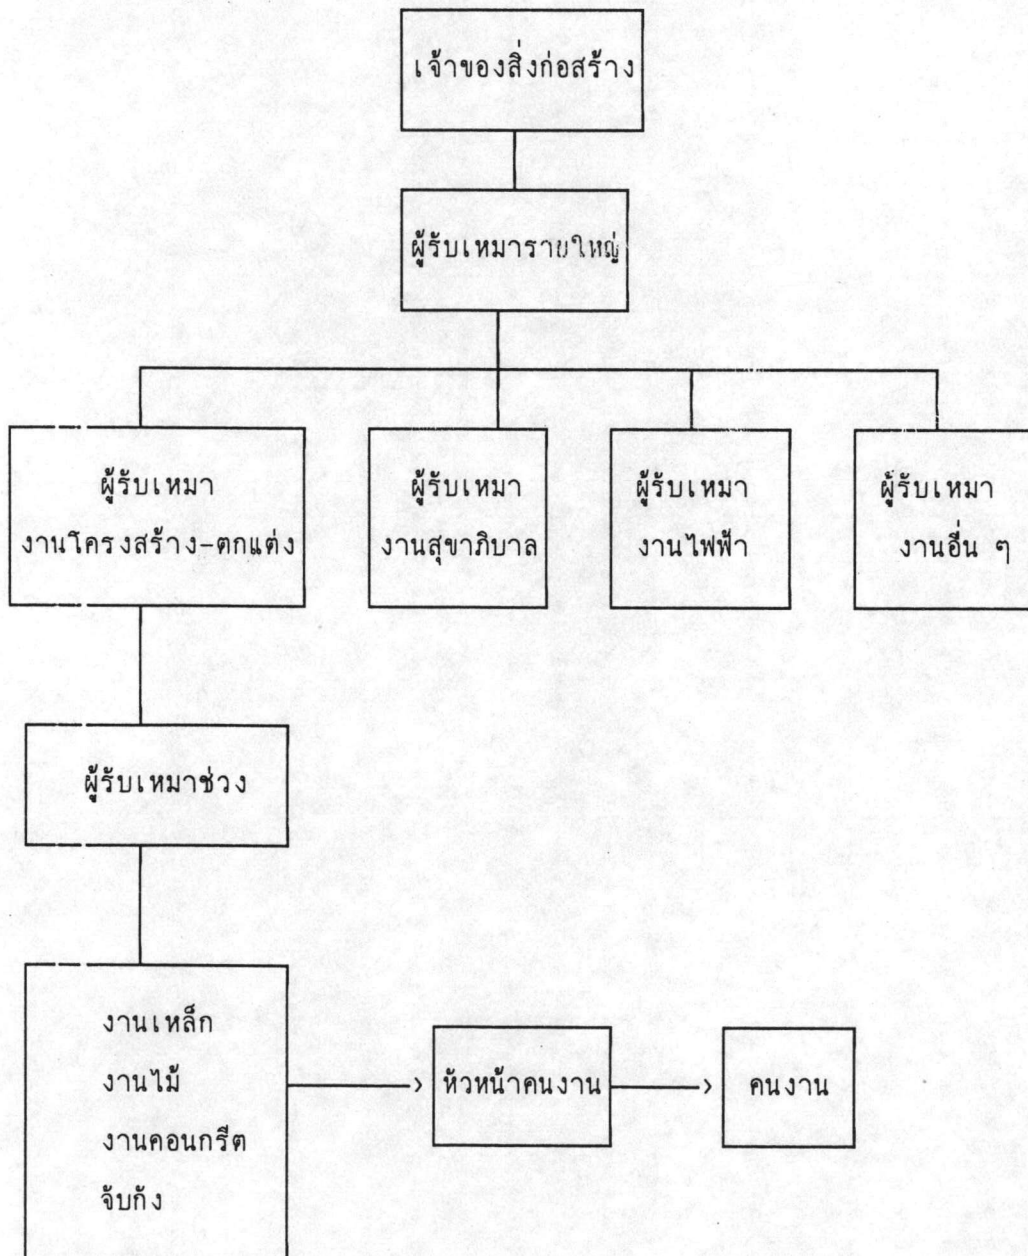 เจ้าของสิ่งก่อสร้าง
ผู้รับเหมารายใหญ่
ผู้รับเหมา
งานโครงสร้าง-ตกแต่ง
ผู้รับเหมา
งานสุขาภิบาล
ผู้รับเหมา
งานไฟฟ้า
ผู้รับเหมา
งานอื่น ๆ
ผู้รับเหมาช่วง
งานเหล็ก
งานไม้
งานคอนกรีต
จับกัง
หัวหน้าคนงาน
คนงาน